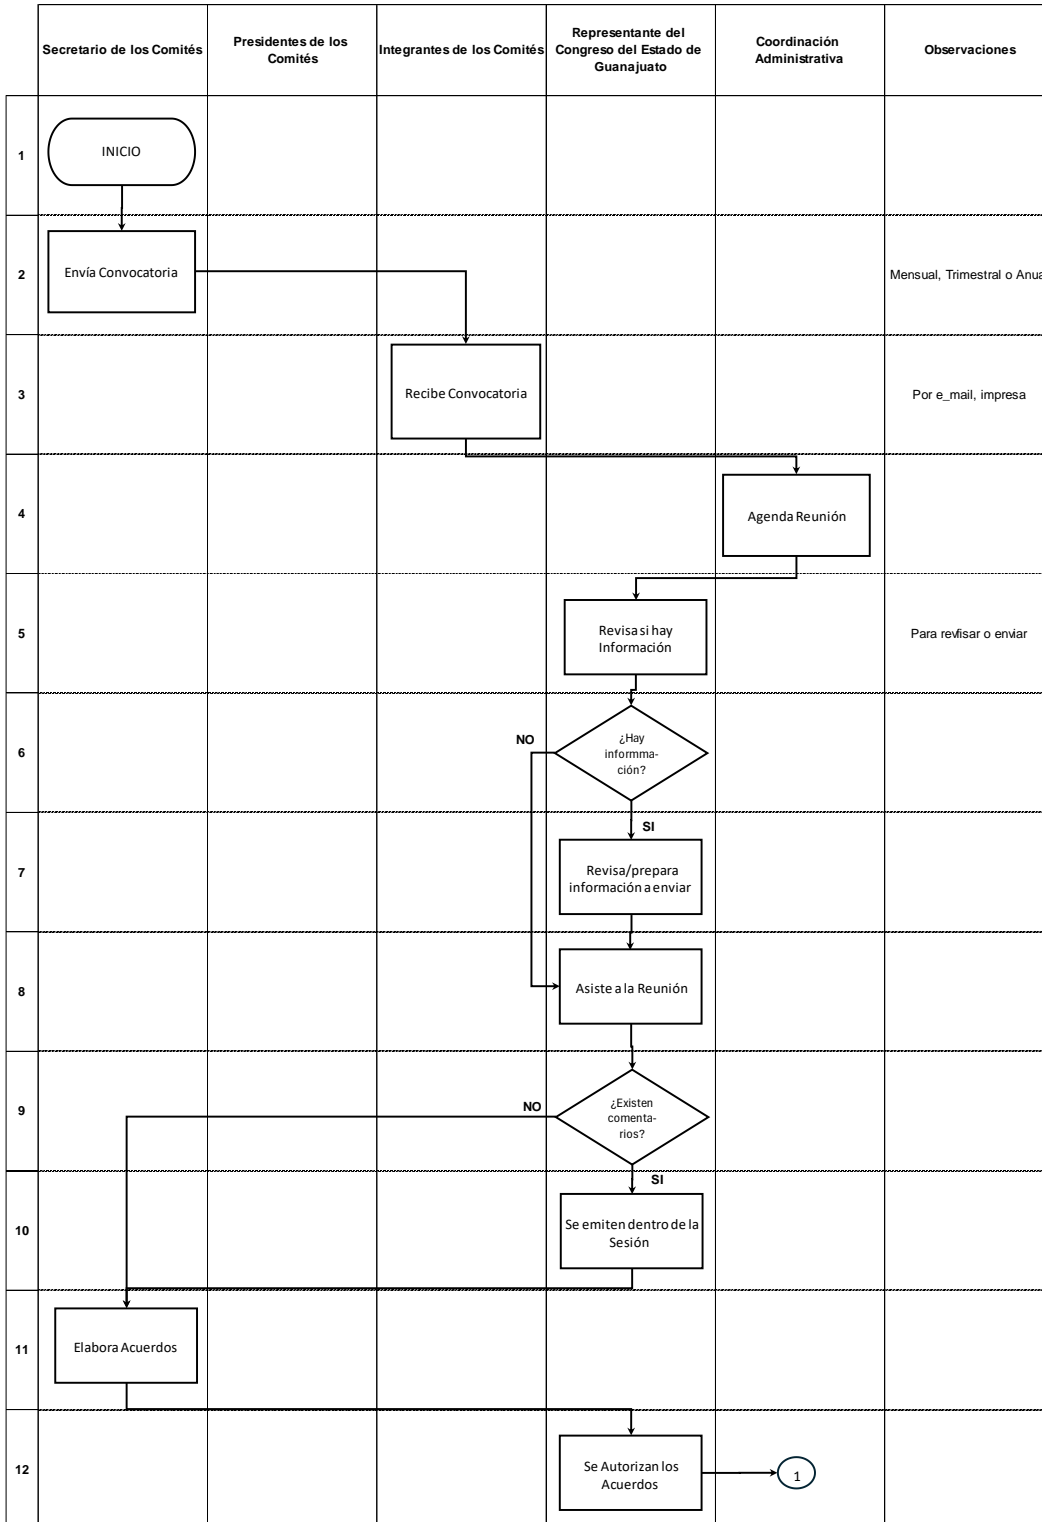 Secretario de los Comités
Presidentes de los
Comités
Integrantes de los Comités
Representante del
Congreso del Estado de
Guanajuato
Coordinación
Administrativa
Observaciones
1
INICIO
2
Envía Convocatoria
Mensual, Trimestral o Anua
3
Recibe Convocatoria
Por e_mail, impresa
4
Agenda Reunión
5
Revisa si hay
Información
Para revfisar o enviar
6
NO
¿Hay
informma-
ción?
SI
7
Revisa/prepara
información a enviar
8
Asiste a la Reunión
9
NO
¿Existen
comenta-
rios?
SI
10
Se emiten dentro de la
Sesión
11
Elabora Acuerdos
12
Se Autorizan los
Acuerdos
1